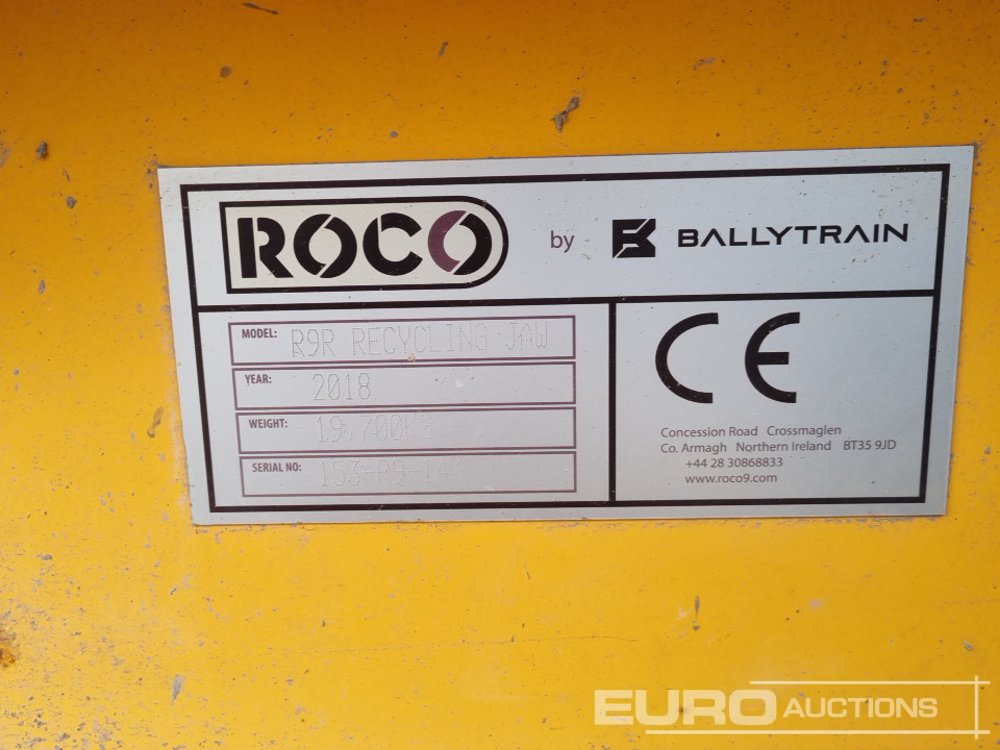 ROCO by BALLYTRAIN
MODEL: R9R RECYCLING JAW
YEAR: 2018
WEIGHT: 19,700KG
SERIAL NO:
CE
Concession Road Crossmaglen
Co. Armagh Northern Ireland BT35 9JD
+44 28 30868833
www.roco9.com
EURO AUCTIONS